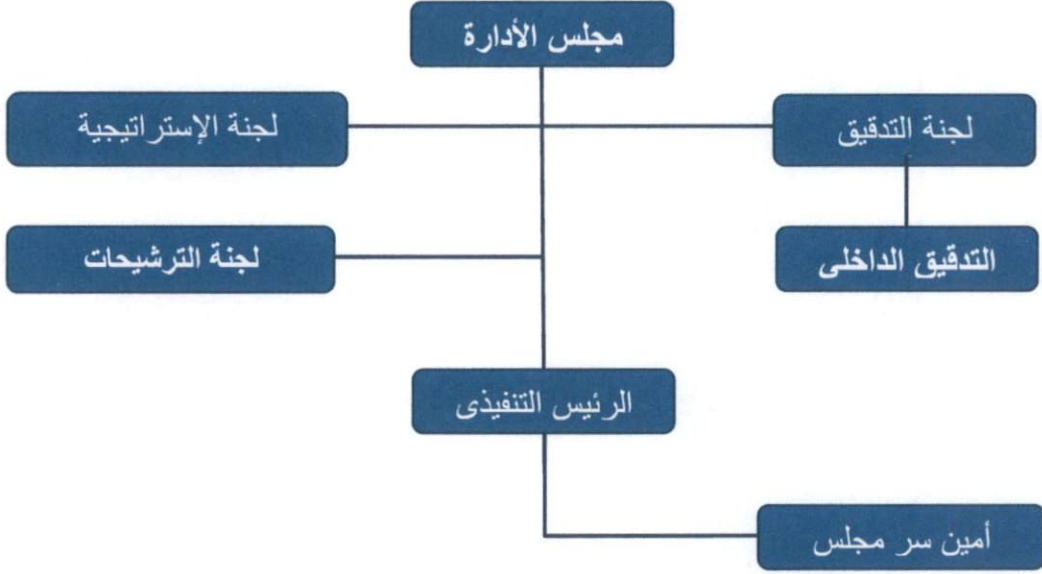 مجلس الأدارة
لجنة التدقيق
لجنة الإستراتيجية
التدقيق الداخلى
لجنة الترشيحات
الرئيس التنفيذى
أمين سر مجلس